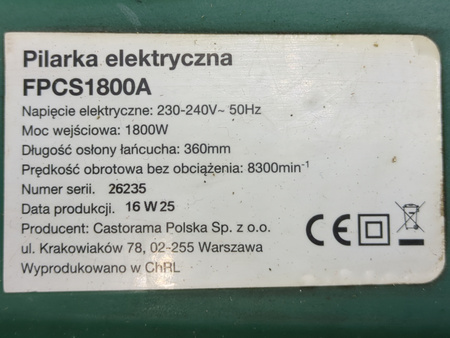 Pilarka elektryczna
FPCS1800A
Napięcie elektryczne: 230-240V~ 50Hz
Moc wejściowa: 1800W
Długość osłony łańcucha: 360mm
Prędkość obrotowa bez obciążenia: 8300min⁻¹
Numer serii. 26235
Data produkcji. 16 W 25
Producent: Castorama Polska Sp. z o.o.
ul. Krakowiaków 78, 02-255 Warszawa
Wyprodukowano w ChRL
CE